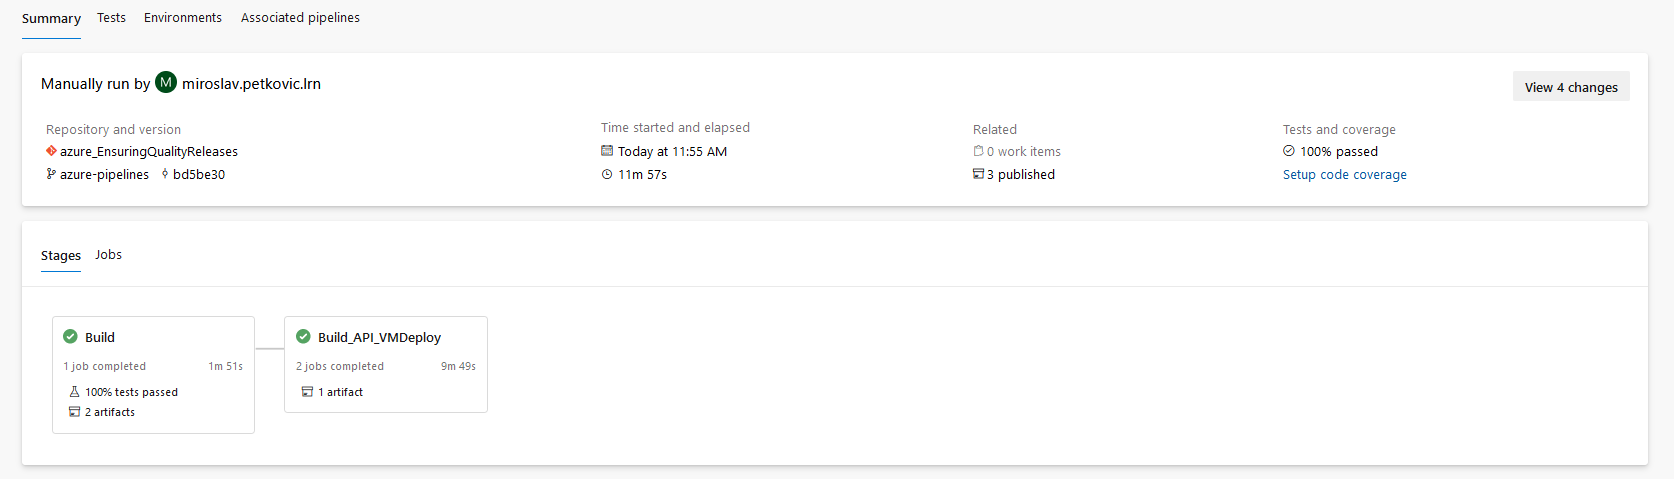 Summary Tests Environments Associated pipelines
Manually run by M miroslav.petkovic.lrn
View 4 changes
Repository and version
azure_EnsuringQualityReleases
azure-pipelines bd5be30
Time started and elapsed
Today at 11:55 AM
11m 57s
Related
0 work items
3 published
Tests and coverage
100% passed
Setup code coverage
Stages Jobs
Build
1 job completed 1m 51s
100% tests passed
2 artifacts
Build_API_VMDeploy
2 jobs completed 9m 49s
1 artifact